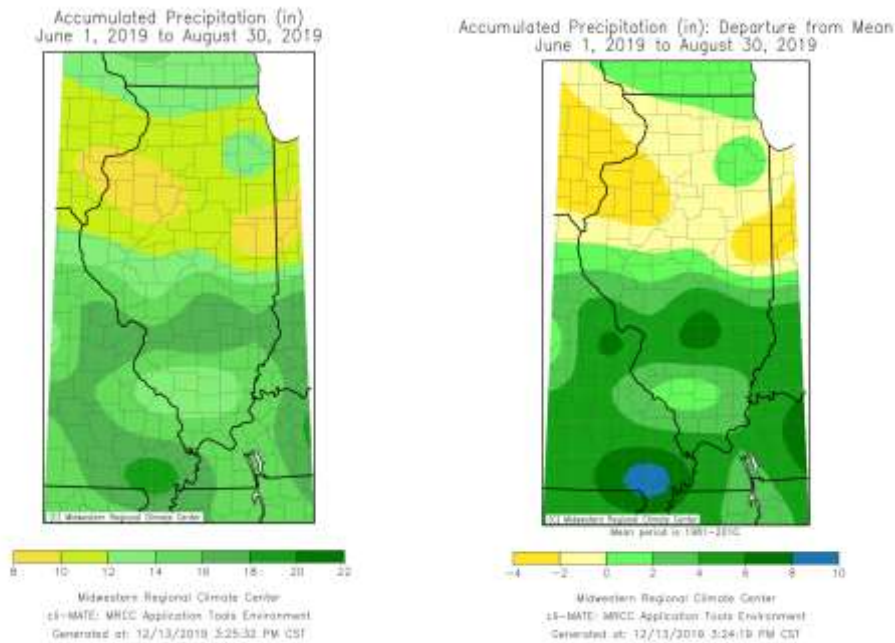 Accumulated Precipitation (in)
June 1, 2019 to August 30, 2019
(C) Midwestern Regional Climate Center
8 10 12 14 16 18 20 22
Midwestern Regional Climate Center
cli-MATE: MRCC Application Tools Environment
Generated at: 12/13/2019 3:25:32 PM CST
Accumulated Precipitation (in): Departure from Mean
June 1, 2019 to August 30, 2019
(C) Midwestern Regional Climate Center
Mean period is 1981-2010.
-4 -2 0 2 4 6 8 10
Midwestern Regional Climate Center
cli-MATE: MRCC Application Tools Environment
Generated at: 12/13/2019 3:24:19 PM CST